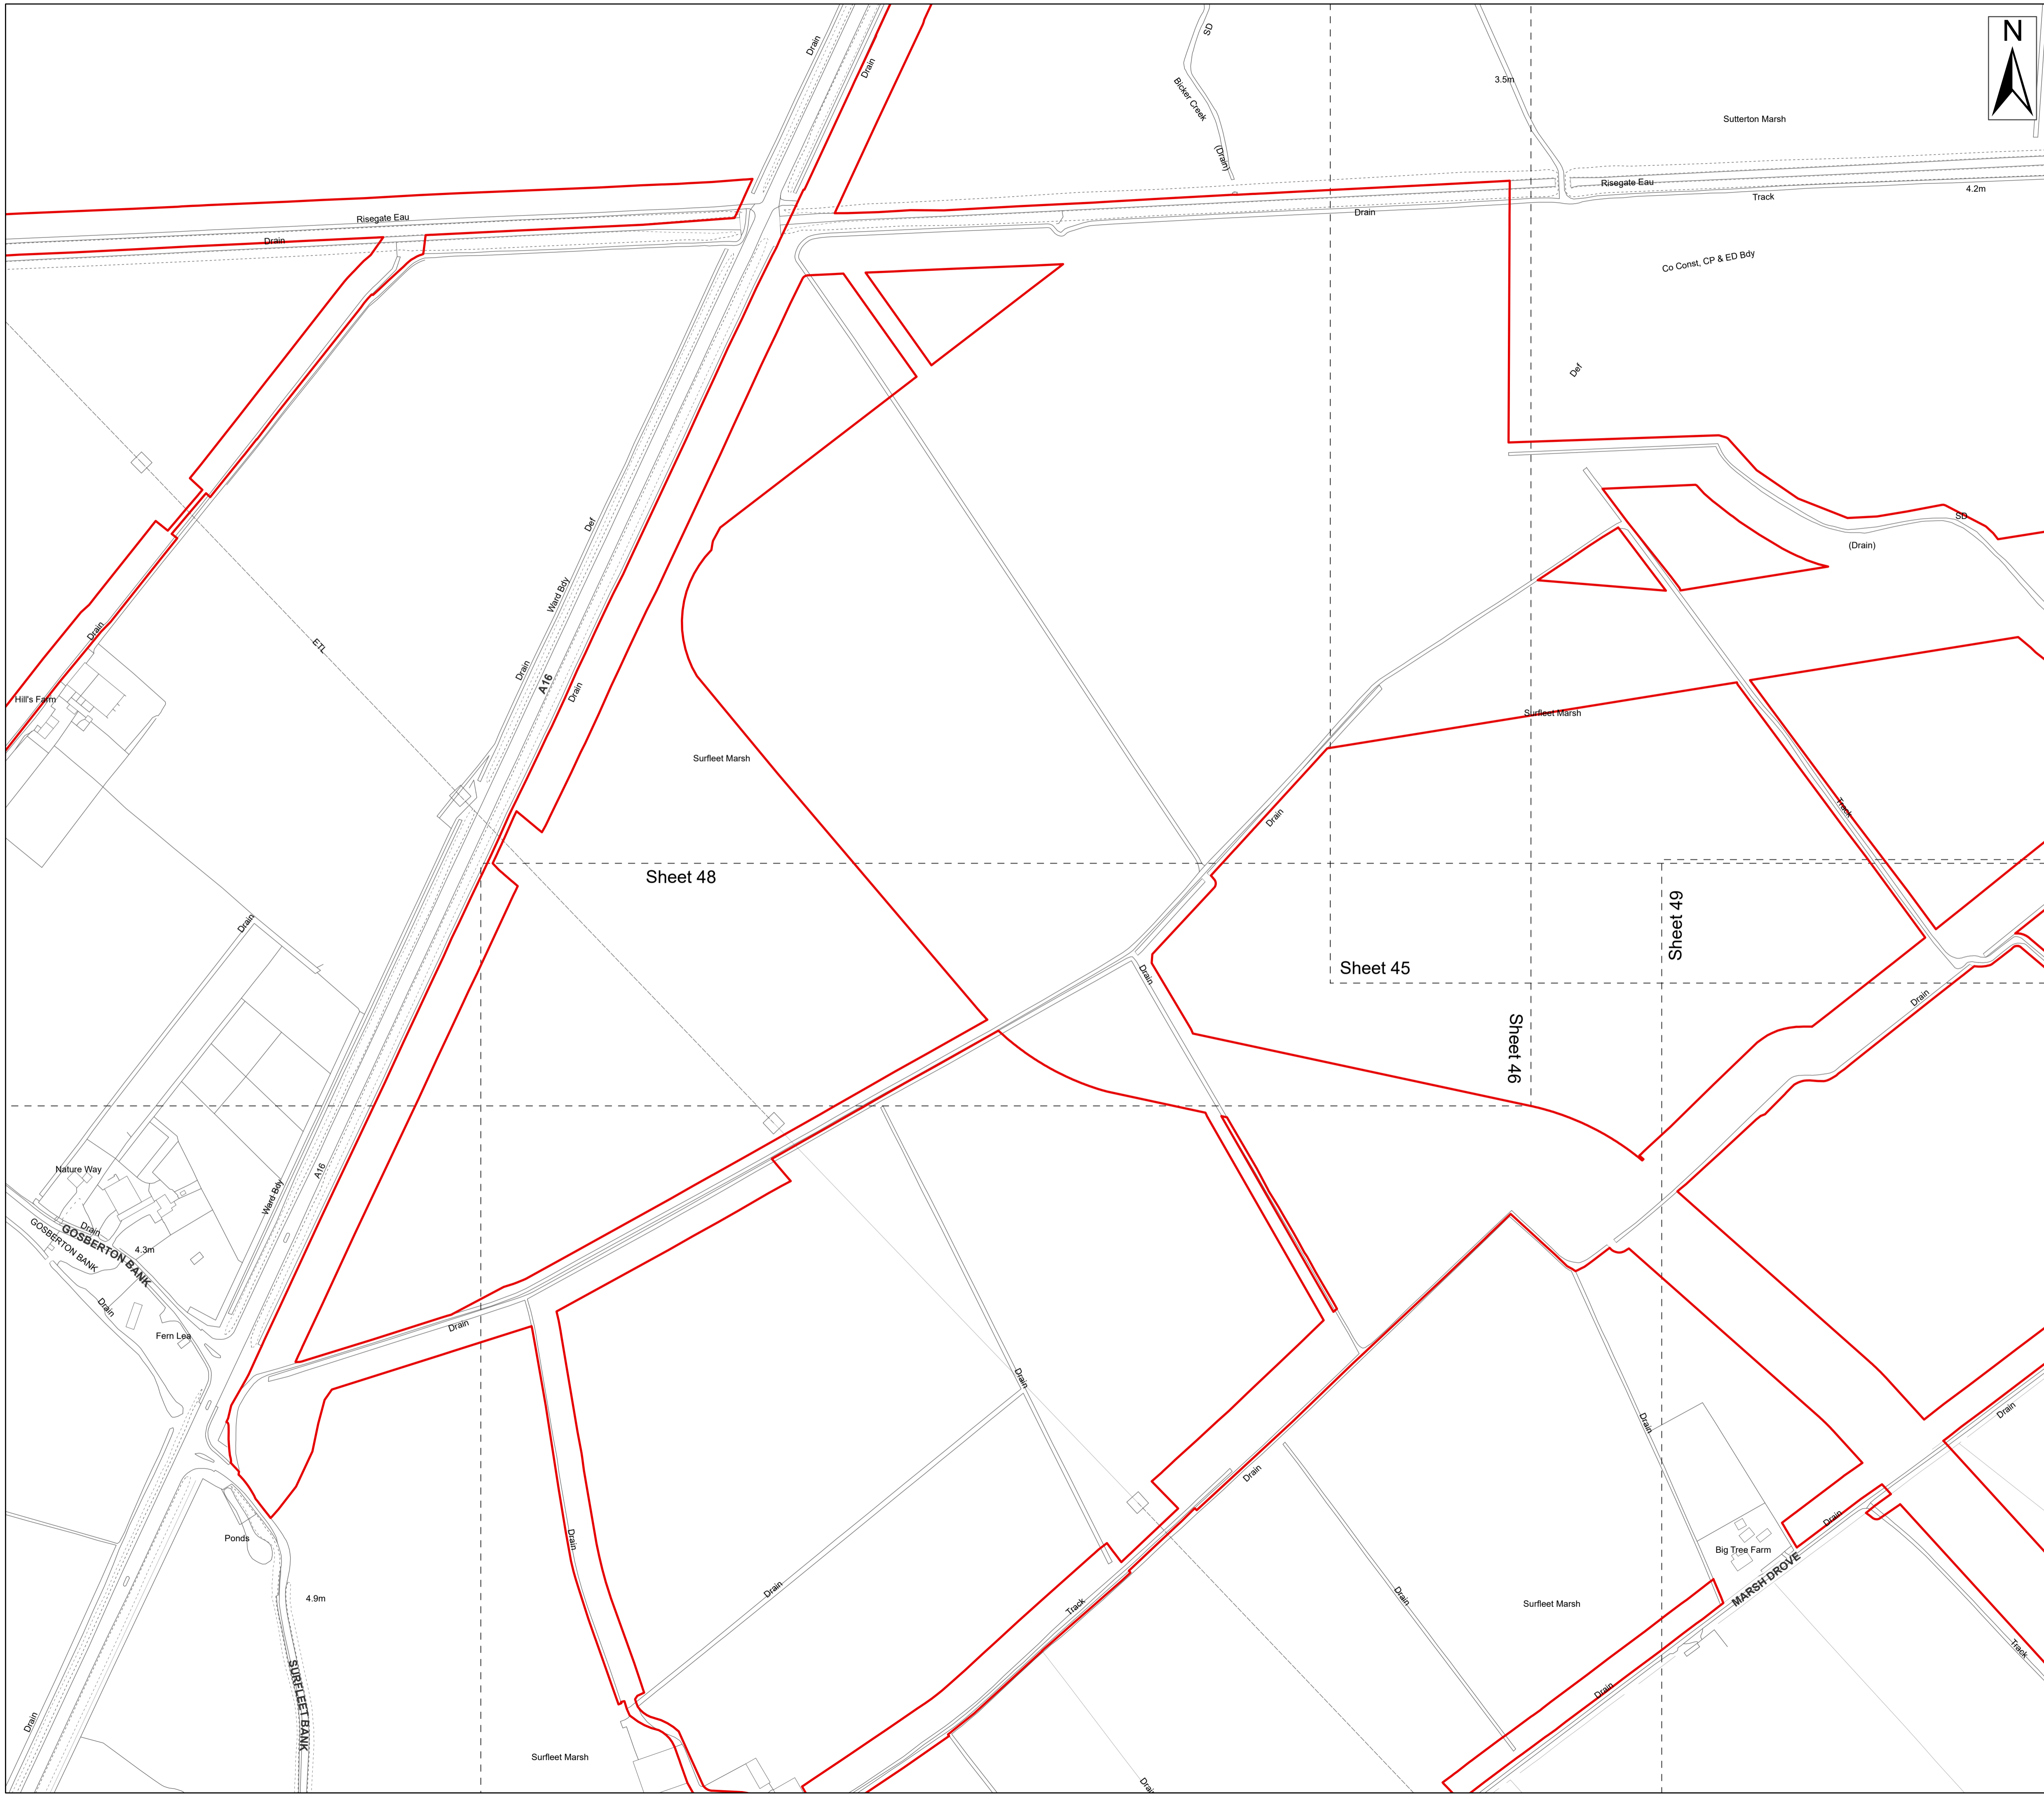 N
Drain
Drain
SD
Bicker Creek
(Drain)
3.5m
Sutterton Marsh
Risegate Eau
Drain
Risegate Eau
Track
4.2m
Drain
Co Const, CP & ED Bdy
Def
SD
(Drain)
ETL
Def
Ward Bdy
Drain
A16
Drain
Drain
Hill's Farm
Surfleet Marsh
Surfleet Marsh
Drain
Track
Sheet 48
Sheet 49
Sheet 45
Sheet 46
Drain
Drain
Drain
Nature Way
Drain
GOSBERTON BANK
GOSBERTON BANK
4.3m
Ward Bdy
A16
Drain
Fern Lea
Drain
Drain
Drain
Drain
Drain
Ponds
Drain
Drain
Drain
Big Tree Farm
MARSH DROVE
4.9m
Drain
Track
Drain
Surfleet Marsh
Track
SURFLEET BANK
Drain
Drain
Surfleet Marsh
Drain